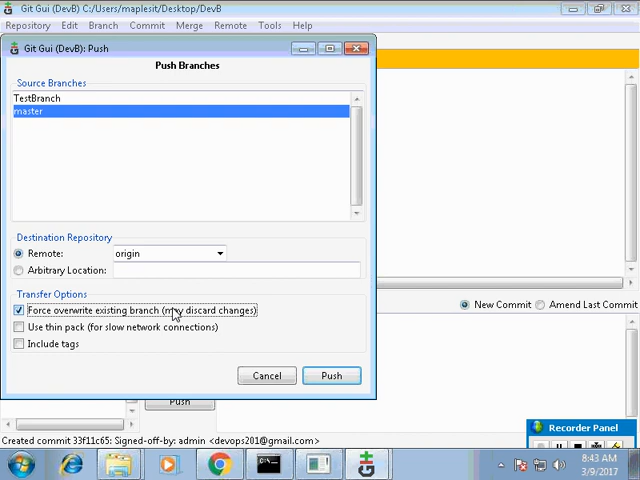 Git Gui (DevB) C:/Users/maplesit/Desktop/DevB
Repository Edit Branch Commit Merge Remote Tools Help
Git Gui (DevB): Push
Push Branches
Source Branches
TestBranch
master
Destination Repository
Remote: origin
Arbitrary Location:
Transfer Options
New Commit Amend Last Commit
Force overwrite existing branch (may discard changes)
Use thin pack (for slow network connections)
Include tags
Cancel Push
Push
Created commit 33f11c65: Signed-off-by: admin <devops201@gmail.com>
Recorder Panel
8:43 AM
3/9/2017